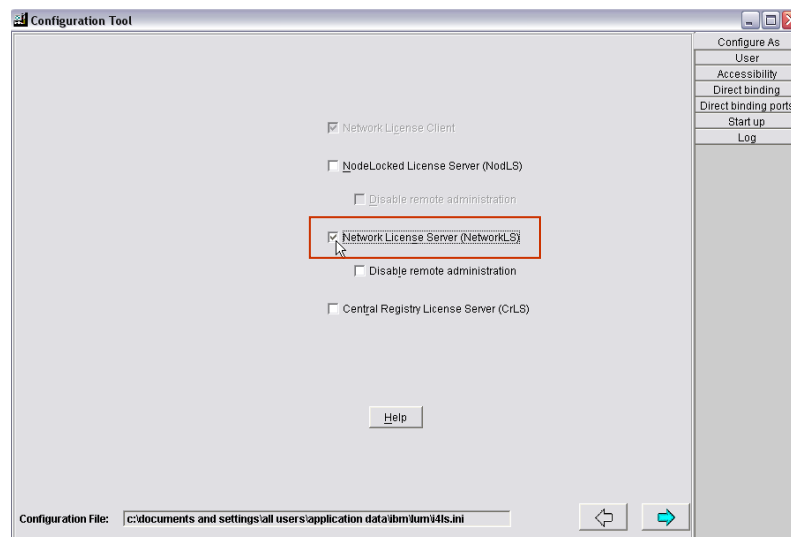 Configuration Tool
Configure As
User
Accessibility
Direct binding
Direct binding ports
Start up
Log
Network License Client
NodeLocked License Server (NodLS)
Disable remote administration
Network License Server (NetworkLS)
Disable remote administration
Central Registry License Server (CrLS)
Help
Configuration File: c:\documents and settings\all users\application data\ibm\lum\i4ls.ini